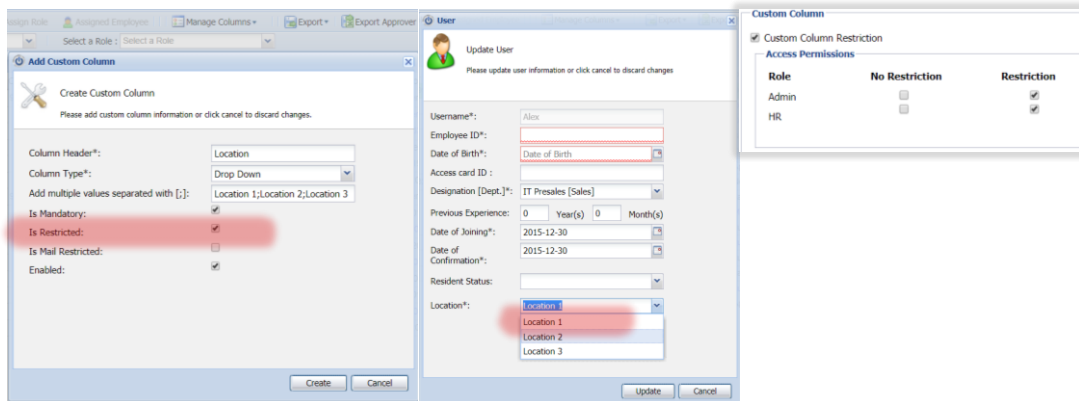 ssign Role Assigned Employee Manage Columns Export Export Approver
Select a Role : Select a Role
Add Custom Column
Create Custom Column
Please add custom column information or click cancel to discard changes.
Column Header*: Location
Column Type*: Drop Down
Add multiple values separated with [;]: Location 1;Location 2;Location 3
Is Mandatory:
Is Restricted:
Is Mail Restricted:
Enabled:
Create Cancel
User
Update User
Please update user information or click cancel to discard changes
Username*: Alex
Employee ID*:
Date of Birth*: Date of Birth
Access card ID :
Designation [Dept.]*: IT Presales [Sales]
Previous Experience: 0 Year(s) 0 Month(s)
Date of Joining*: 2015-12-30
Date of 2015-12-30
Confirmation*:
Resident Status:
Location*: Location 1
Location 1
Location 2
Location 3
Update Cancel
Custom Column
Custom Column Restriction
Access Permissions
Role No Restriction Restriction
Admin
HR